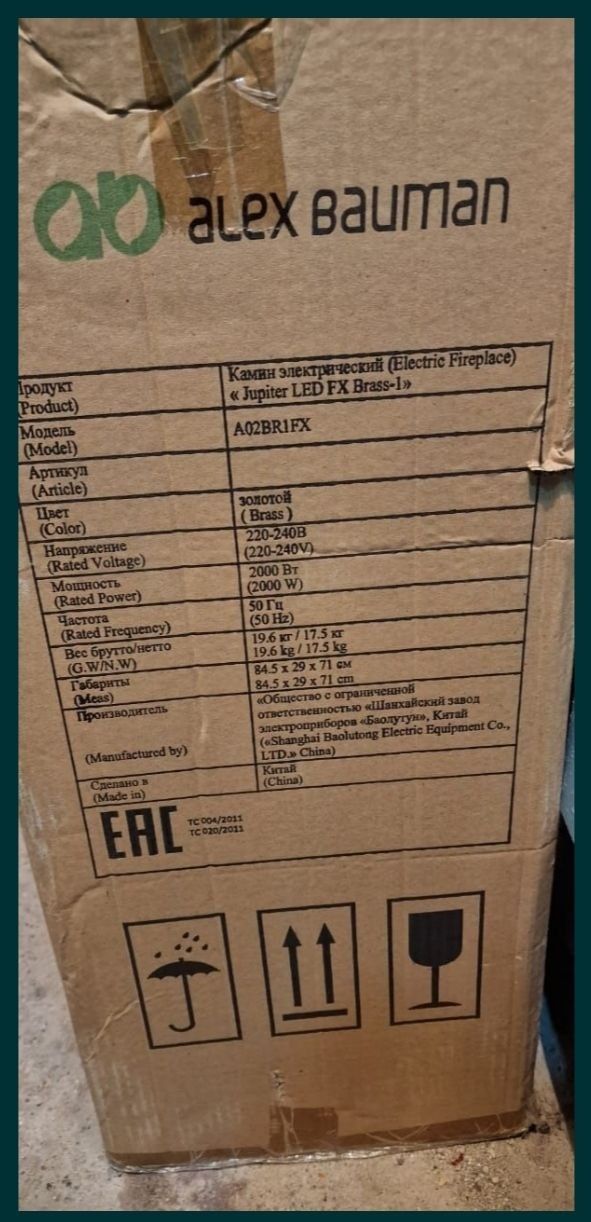 alex bauman
Продукт
(Product)
Камин электрический (Electric Fireplace)
« Jupiter LED FX Brass-1»
Модель
(Model)
A02BR1FX
Артикул
(Article)
Цвет
(Color)
золотой
( Brass )
Напряжение
(Rated Voltage)
220-240В
(220-240V)
Мощность
(Rated Power)
2000 Вт
(2000 W)
Частота
(Rated Frequency)
50 Гц
(50 Hz)
Вес брутто/нетто
(G.W/N.W)
19.6 кг / 17.5 кг
19.6 kg / 17.5 kg
Габариты
(Meas)
84.5 x 29 x 71 см
84.5 x 29 x 71 cm
Производитель
(Manufactured by)
«Общество с ограниченной
ответственностью «Шанхайский завод
электроприборов «Баолутун», Китай
(«Shanghai Baolutong Electric Equipment Co.,
LTD.» China)
Сделано в
(Made in)
Китай
(China)
EAC
TC 004/2011
TC 020/2011